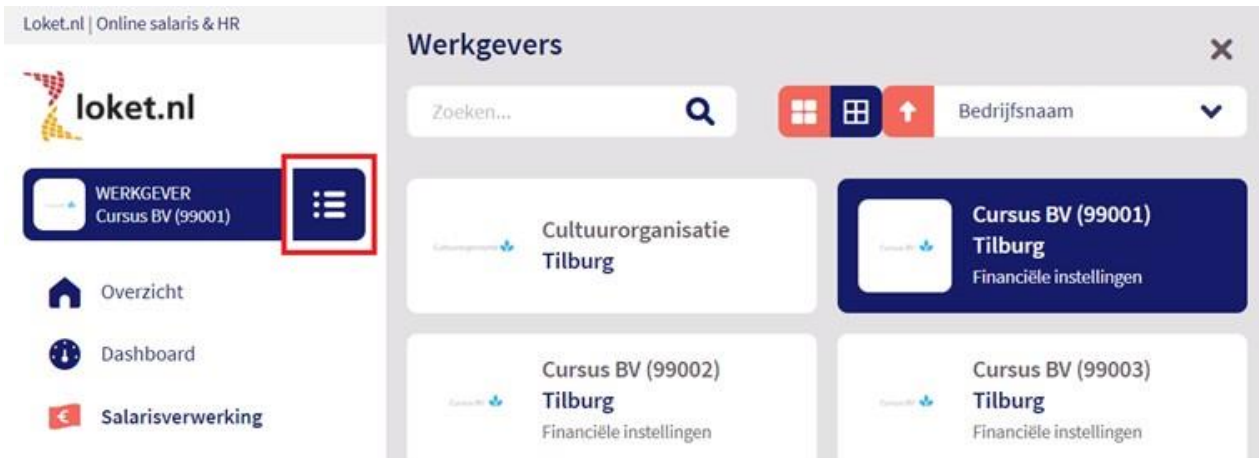 Loket.nl | Online salaris & HR
loket.nl
WERKGEVER
Cursus BV (99001)
Overzicht
Dashboard
€
Salarisverwerking
Werkgevers
Zoeken...
Bedrijfsnaam
Cultuurorganisatie
Tilburg
Cursus BV (99001)
Tilburg
Financiële instellingen
Cursus BV (99002)
Tilburg
Financiële instellingen
Cursus BV (99003)
Tilburg
Financiële instellingen